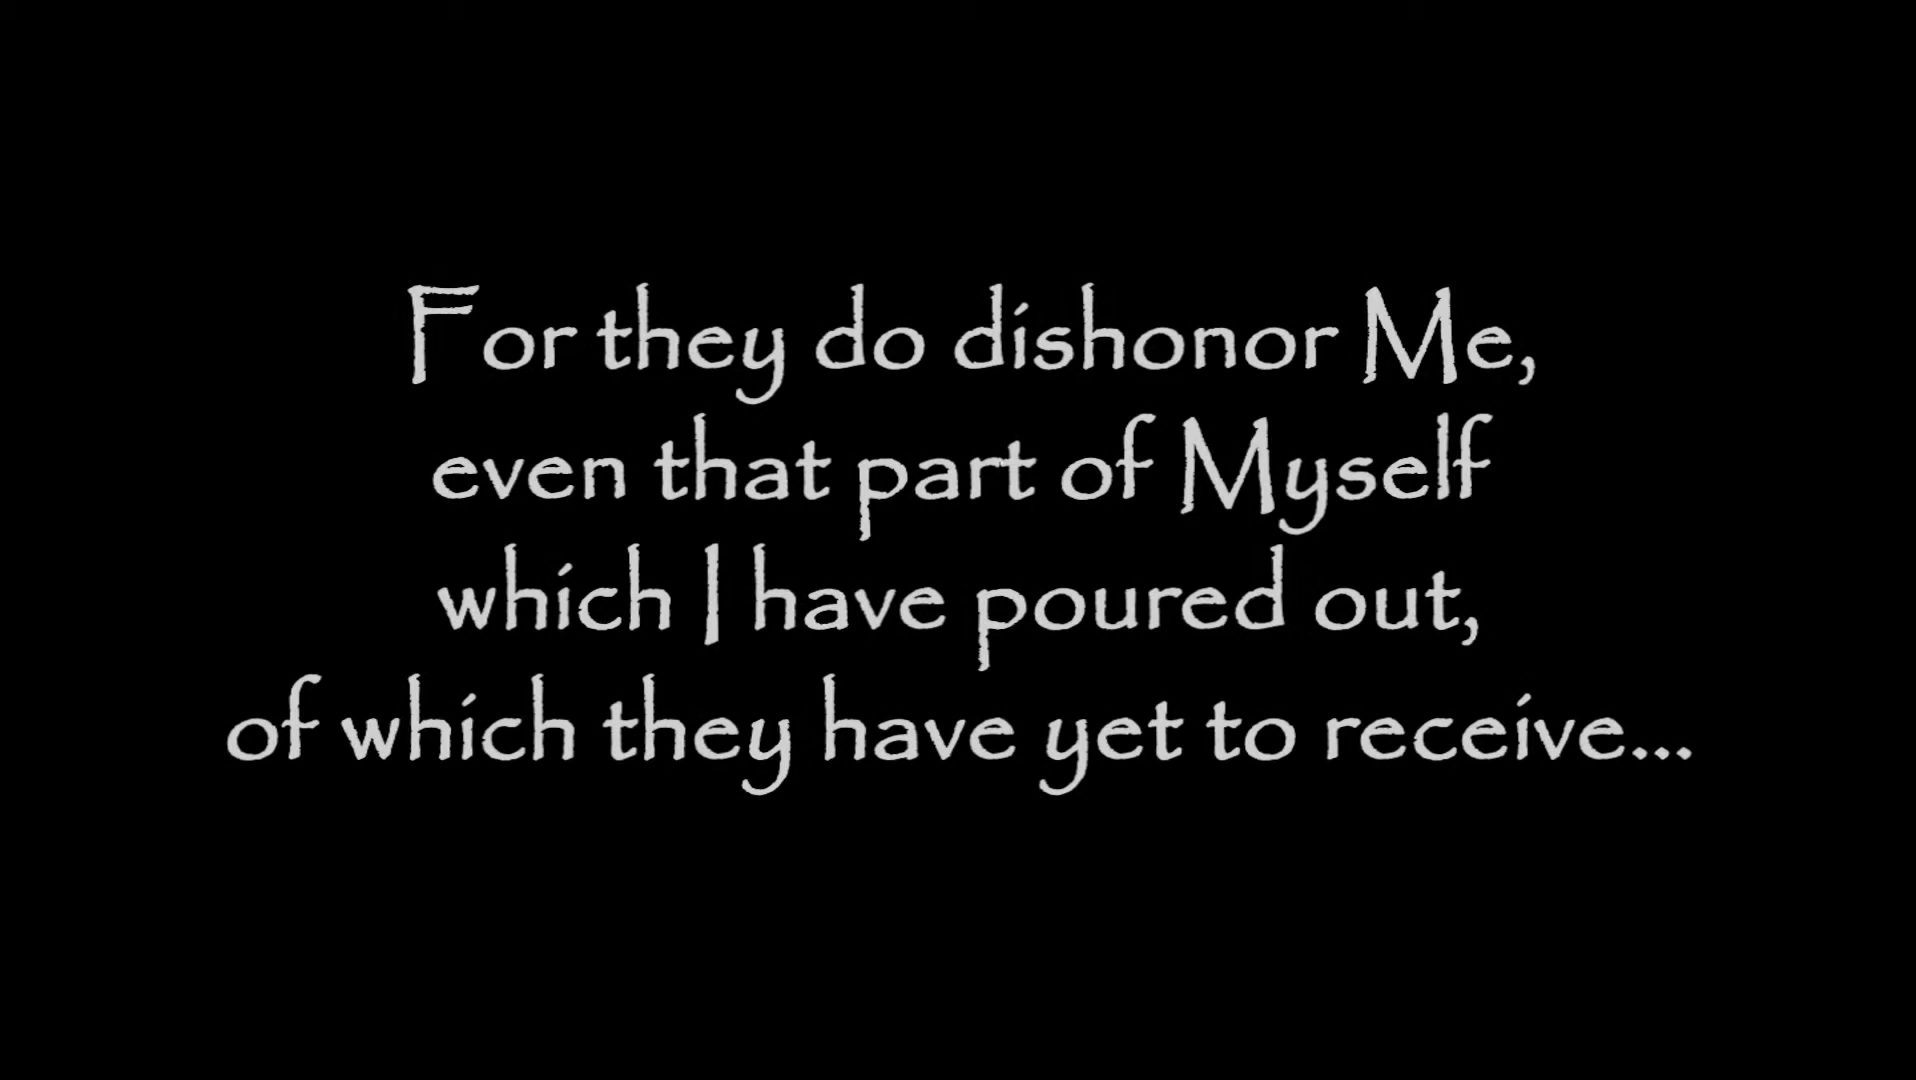 For they do dishonor Me,
even that part of Myself
which I have poured out,
of which they have yet to receive...